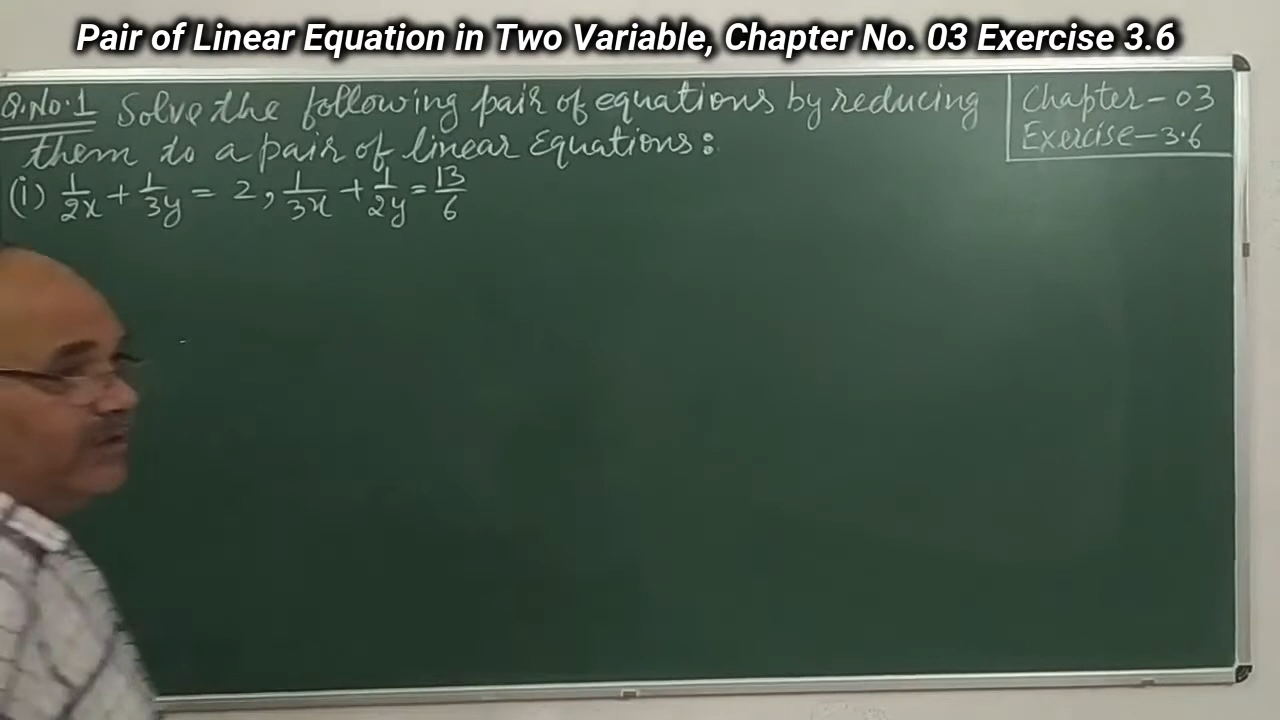 Pair of Linear Equation in Two Variable, Chapter No. 03 Exercise 3.6
Q.No.1 Solve the following pair of equations by reducing
them to a pair of linear Equations:
(i) 1/2x + 1/3y = 2, 1/3x + 1/2y = 13/6
Chapter-03
Exercise-3.6